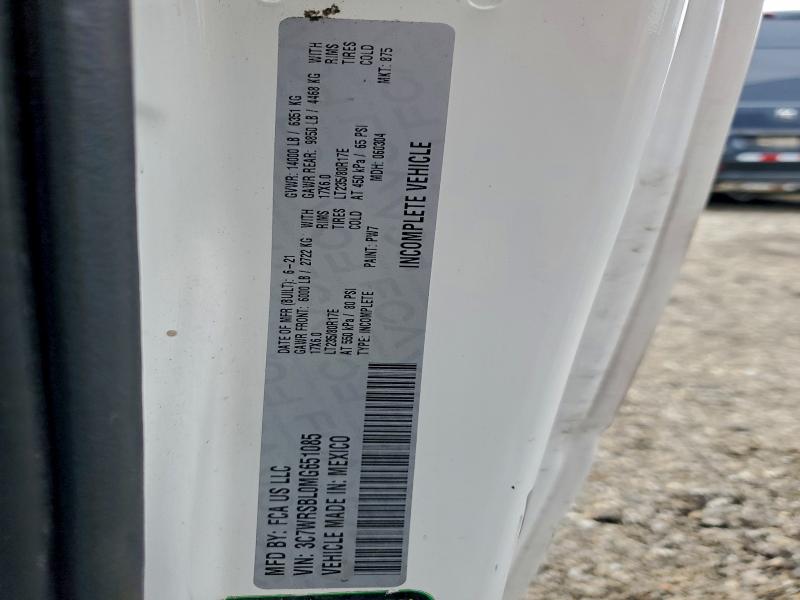 MFD BY: FCA US LLC
VIN: 3C7WRSBL0MG651085
VEHICLE MADE IN: MEXICO
DATE OF MFR (BUILT): 6-21 GVWR: 14000 LB / 6351 KG
GAWR FRONT: 6000 LB / 2722 KG WITH GAWR REAR: 9850 LB / 4468 KG WITH
17X6.0 RIMS 17X6.0 RIMS
LT235/80R17E TIRES LT235/80R17E TIRES
AT 550 kPa / 80 PSI COLD AT 450 kPa / 65 PSI COLD
TYPE: INCOMPLETE PAINT: PW7 MDH: 060304 MKT: 875
INCOMPLETE VEHICLE